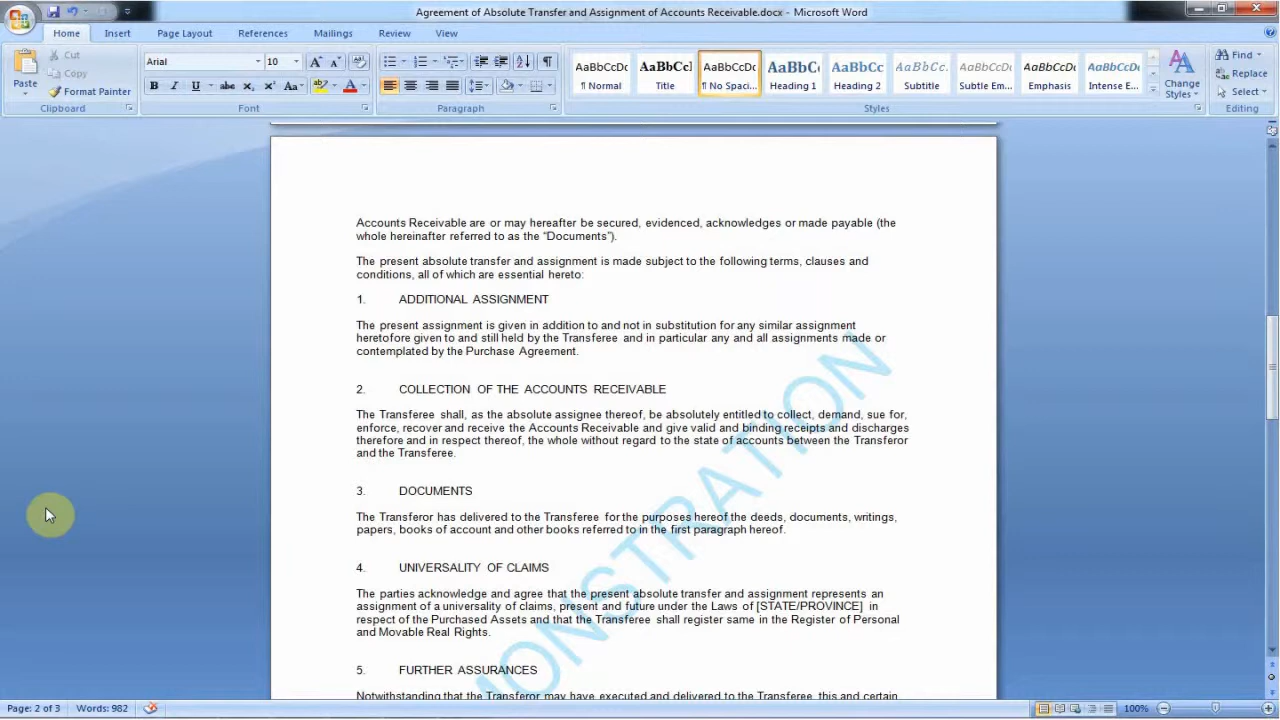 Agreement of Absolute Transfer and Assignment of Accounts Receivable.docx - Microsoft Word
Home Insert Page Layout References Mailings Review View
Paste
Cut
Copy
Format Painter
Clipboard
Arial 10
B I U abe X₂ X² Aa A
Font
Paragraph
AaBbCcDc AaBbCcI AaBbCcDc AaBbCc AaBbCc AaBbCc. AaBbCcDc AaBbCcDc AaBbCcDc
¶ Normal Title ¶ No Spaci... Heading 1 Heading 2 Subtitle Subtle Em... Emphasis Intense E...
Change Styles
Styles
Find
Replace
Select
Editing
Accounts Receivable are or may hereafter be secured, evidenced, acknowledges or made payable (the
whole hereinafter referred to as the “Documents”).
The present absolute transfer and assignment is made subject to the following terms, clauses and
conditions, all of which are essential hereto:
1. ADDITIONAL ASSIGNMENT
The present assignment is given in addition to and not in substitution for any similar assignment
heretofore given to and still held by the Transferee and in particular any and all assignments made or
contemplated by the Purchase Agreement.
2. COLLECTION OF THE ACCOUNTS RECEIVABLE
The Transferee shall, as the absolute assignee thereof, be absolutely entitled to collect, demand, sue for,
enforce, recover and receive the Accounts Receivable and give valid and binding receipts and discharges
therefore and in respect thereof, the whole without regard to the state of accounts between the Transferor
and the Transferee.
3. DOCUMENTS
The Transferor has delivered to the Transferee for the purposes hereof the deeds, documents, writings,
papers, books of account and other books referred to in the first paragraph hereof.
4. UNIVERSALITY OF CLAIMS
The parties acknowledge and agree that the present absolute transfer and assignment represents an
assignment of a universality of claims, present and future under the Laws of [STATE/PROVINCE] in
respect of the Purchased Assets and that the Transferee shall register same in the Register of Personal
and Movable Real Rights.
5. FURTHER ASSURANCES
Notwithstanding that the Transferor may have executed and delivered to the Transferee this and certain
MONSTRATION
Page: 2 of 3 Words: 982 100%